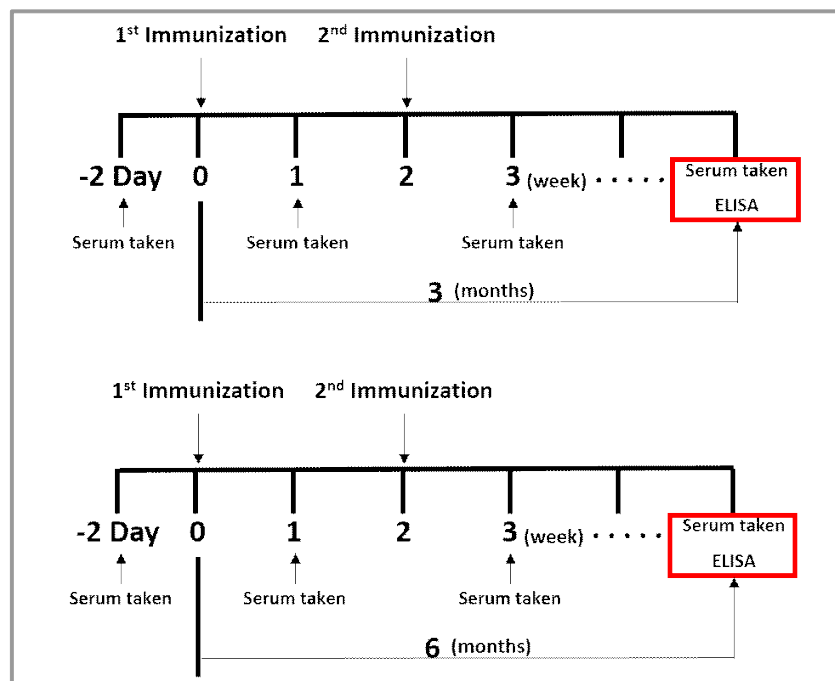 1st Immunization 2nd Immunization
-2 Day 0 1 2 3 (week) · · · · · Serum taken
ELISA
Serum taken Serum taken Serum taken
3 (months)
1st Immunization 2nd Immunization
-2 Day 0 1 2 3 (week) · · · · · Serum taken
ELISA
Serum taken Serum taken Serum taken
6 (months)